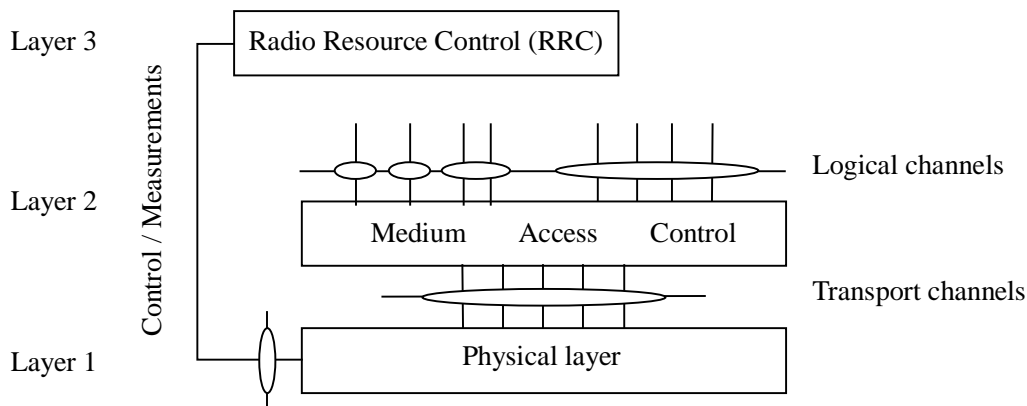 Layer 3
Radio Resource Control (RRC)
Control / Measurements
Logical channels
Layer 2
Medium Access Control
Transport channels
Layer 1
Physical layer